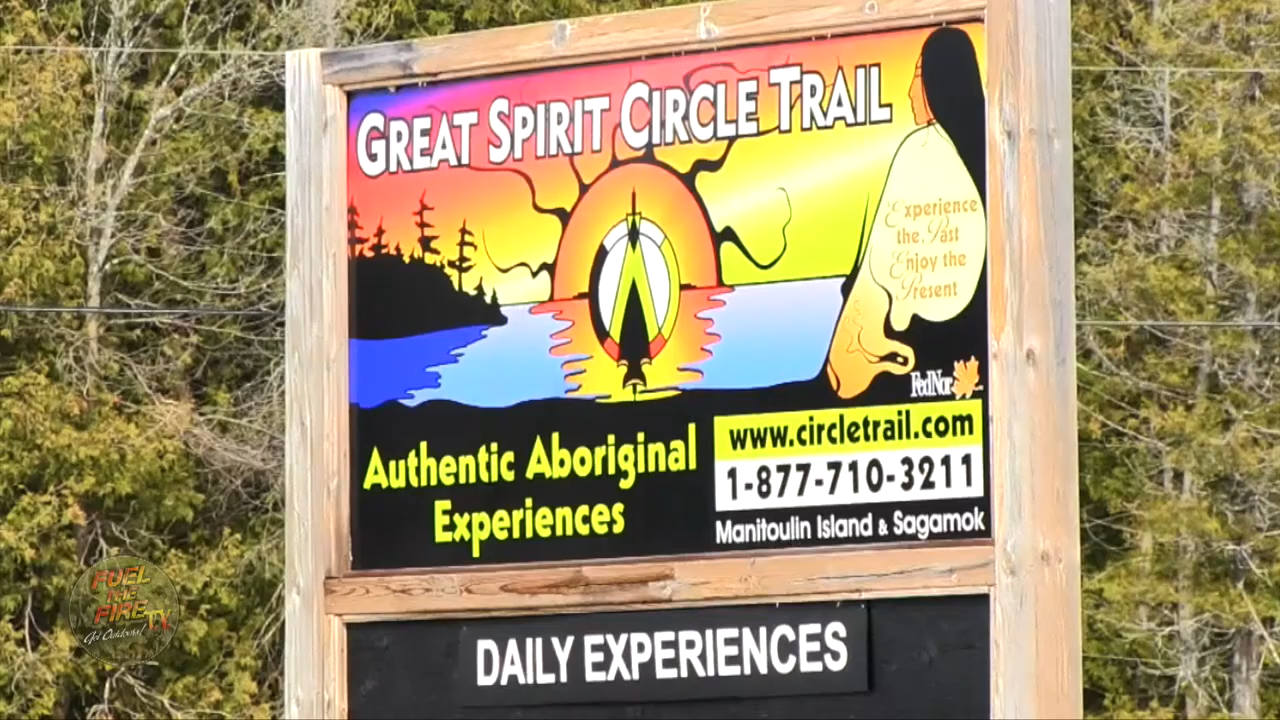 GREAT SPIRIT CIRCLE TRAIL
Experience
the Past
Enjoy the
Present
FedNor
Authentic Aboriginal
Experiences
www.circletrail.com
1-877-710-3211
Manitoulin Island & Sagamok
DAILY EXPERIENCES
FUEL
THE
FIRE TV
Get Outdoors!